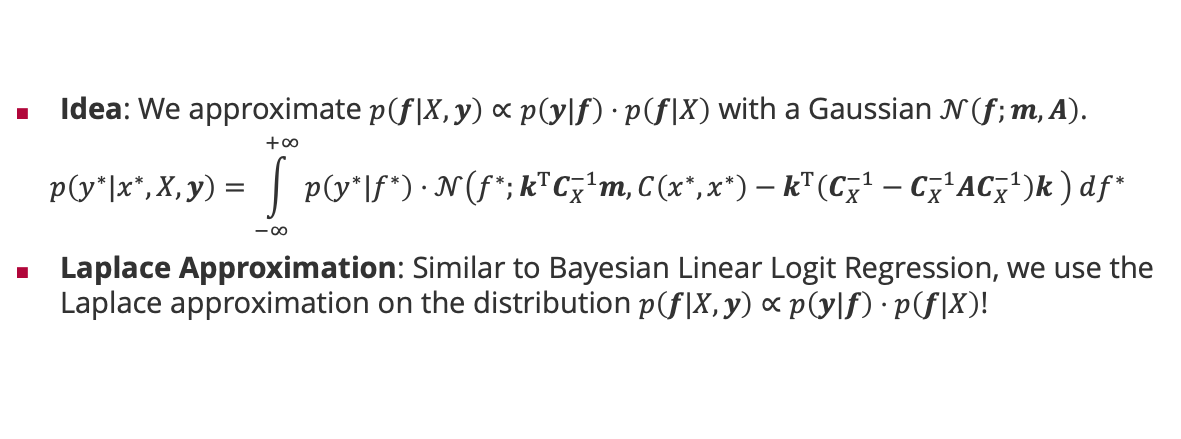 ▪ Idea: We approximate p(f|X, y) ∝ p(y|f) · p(f|X) with a Gaussian 𝒩(f; m, A).
p(y*|x*, X, y) = ∫_{−∞}^{+∞} p(y*|f*) · 𝒩(f*; kᵀC_X⁻¹m, C(x*, x*) − kᵀ(C_X⁻¹ − C_X⁻¹AC_X⁻¹)k ) df*
▪ Laplace Approximation: Similar to Bayesian Linear Logit Regression, we use the
Laplace approximation on the distribution p(f|X, y) ∝ p(y|f) · p(f|X)!